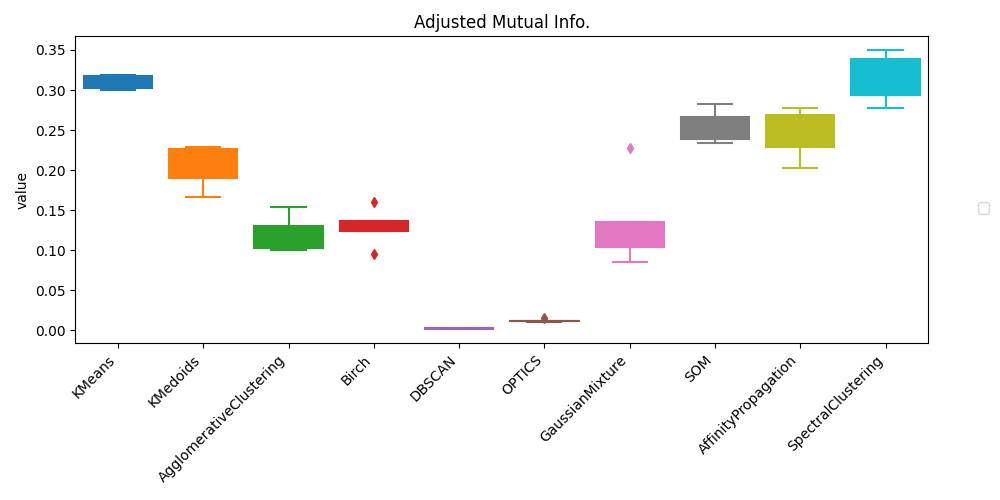 Adjusted Mutual Info.
value
0.35
0.30
0.25
0.20
0.15
0.10
0.05
0.00
KMeans
KMedoids
AgglomerativeClustering
Birch
DBSCAN
OPTICS
GaussianMixture
SOM
AffinityPropagation
SpectralClustering